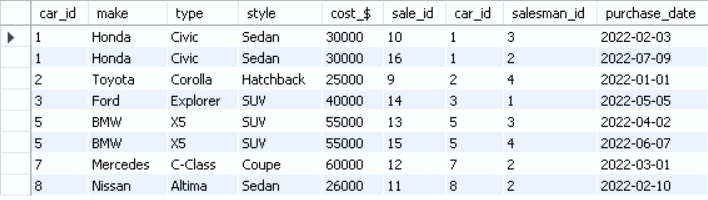 car_id make type style cost_$ sale_id car_id salesman_id purchase_date
1 Honda Civic Sedan 30000 10 1 3 2022-02-03
1 Honda Civic Sedan 30000 16 1 2 2022-07-09
2 Toyota Corolla Hatchback 25000 9 2 4 2022-01-01
3 Ford Explorer SUV 40000 14 3 1 2022-05-05
5 BMW X5 SUV 55000 13 5 3 2022-04-02
5 BMW X5 SUV 55000 15 5 4 2022-06-07
7 Mercedes C-Class Coupe 60000 12 7 2 2022-03-01
8 Nissan Altima Sedan 26000 11 8 2 2022-02-10